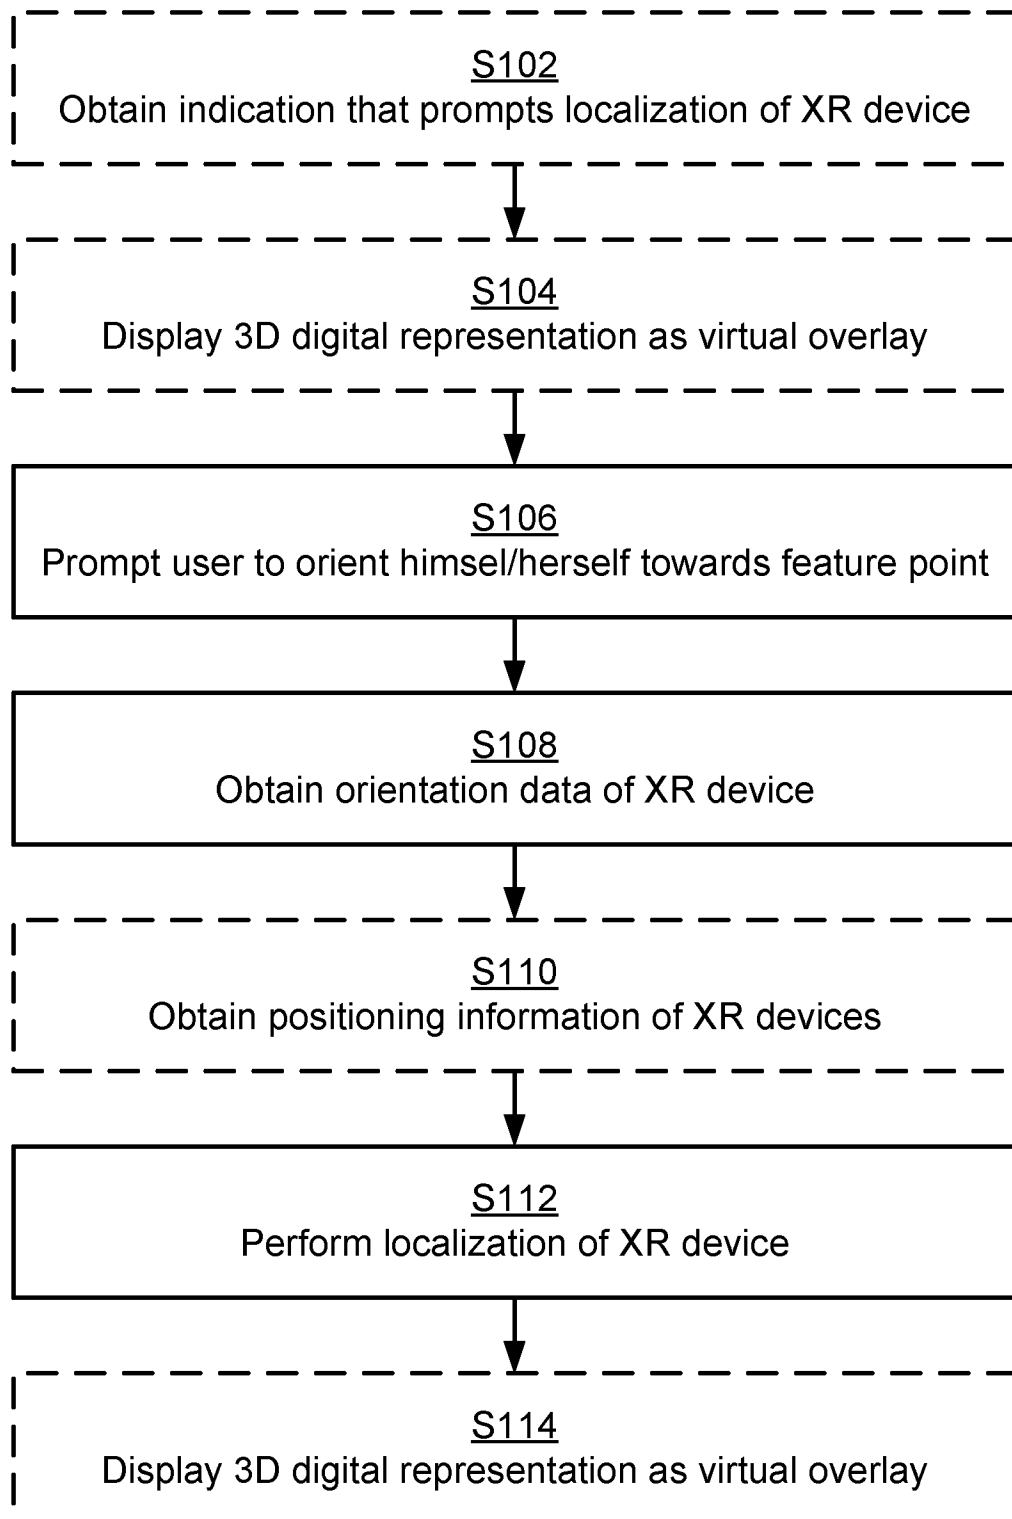 S102
Obtain indication that prompts localization of XR device
S104
Display 3D digital representation as virtual overlay
S106
Prompt user to orient himsel/herself towards feature point
S108
Obtain orientation data of XR device
S110
Obtain positioning information of XR devices
S112
Perform localization of XR device
S114
Display 3D digital representation as virtual overlay